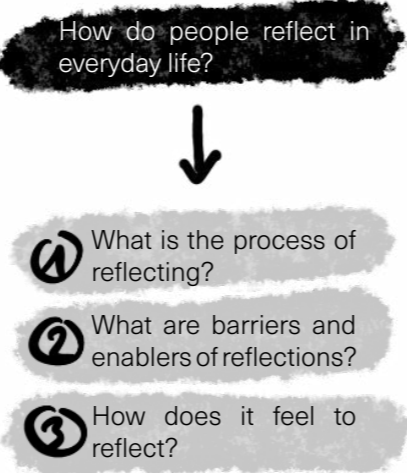 How do people reflect in
everyday life?
1
What is the process of
reflecting?
2
What are barriers and
enablers of reflections?
3
How does it feel to
reflect?